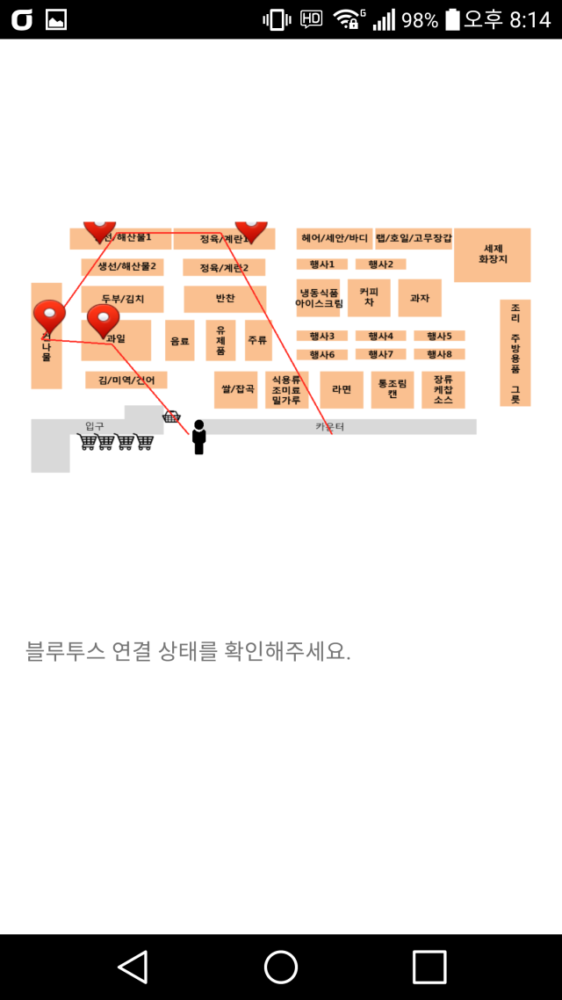 HD G 98% 오후 8:14
생선/해산물1 정육/계란1 헤어/세안/바디 랩/호일/고무장갑
세제
화장지
생선/해산물2 정육/계란2 행사1 행사2
두부/김치 반찬
냉동식품
아이스크림
커피
차
과자
과일 음료
유
제
품
주류
나
물
행사3 행사4 행사5
행사6 행사7 행사8
조
리
주
방
용
품
그
릇
김/미역/건어 쌀/잡곡
식용류
조미료
밀가루
라면
통조림
캔
장류
케찹
소스
입구 카운터
블루투스 연결 상태를 확인해주세요.